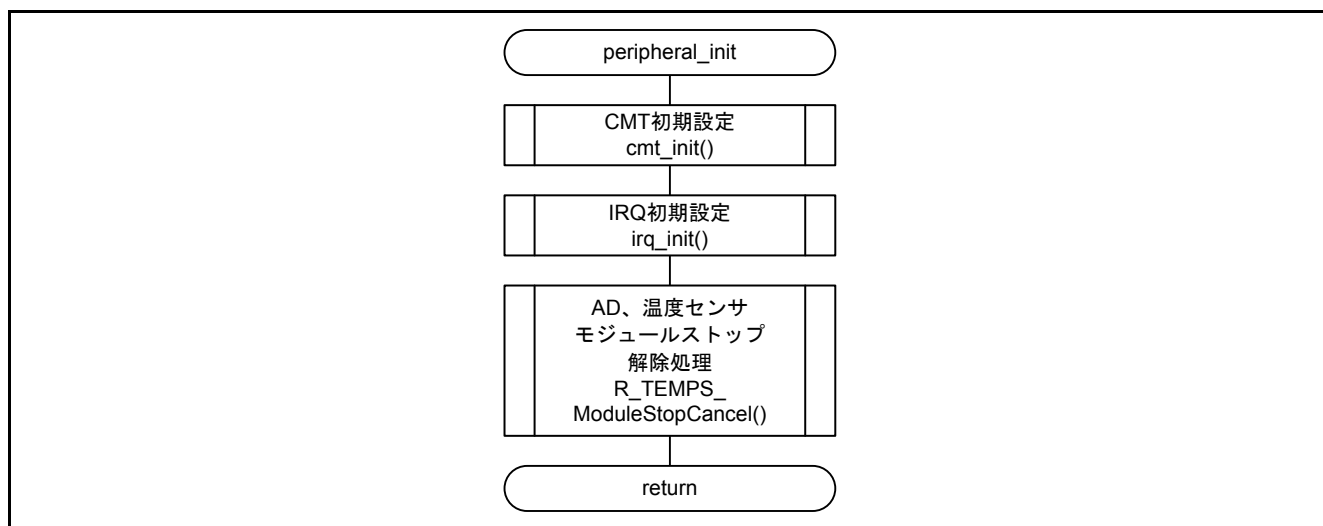 peripheral_init
CMT初期設定
cmt_init()
IRQ初期設定
irq_init()
AD、温度センサ
モジュールストップ
解除処理
R_TEMPS_
ModuleStopCancel()
return